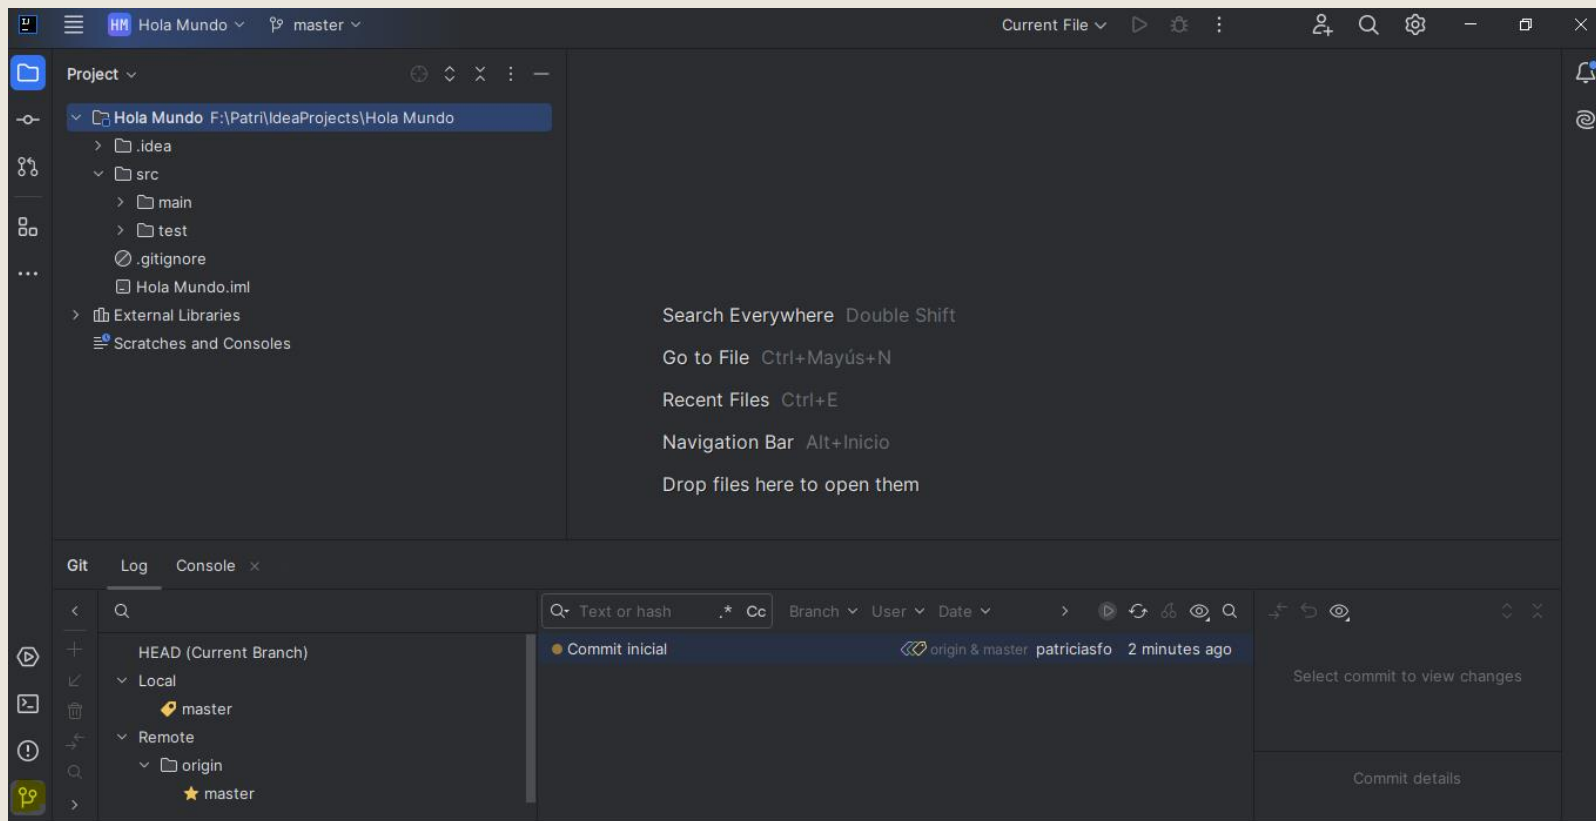 HM Hola Mundo master Current File
Project
Hola Mundo F:\Patri\IdeaProjects\Hola Mundo
.idea
src
main
test
.gitignore
Hola Mundo.iml
External Libraries
Scratches and Consoles
Search Everywhere Double Shift
Go to File Ctrl+Mayús+N
Recent Files Ctrl+E
Navigation Bar Alt+Inicio
Drop files here to open them
Git Log Console
Text or hash .* Cc Branch User Date
HEAD (Current Branch)
Local
master
Remote
origin
master
Commit inicial origin & master patriciasfo 2 minutes ago
Select commit to view changes
Commit details